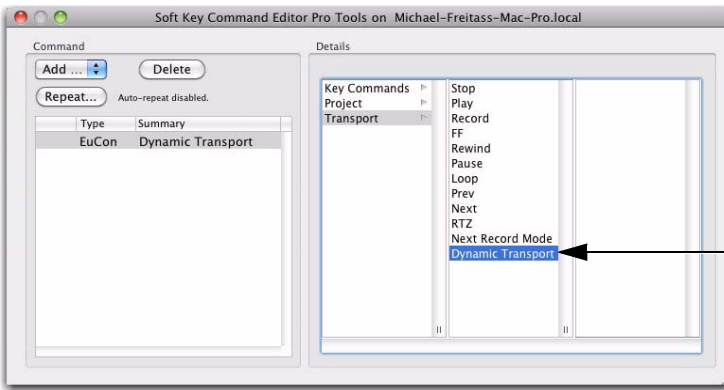 Soft Key Command Editor Pro Tools on Michael-Freitass-Mac-Pro.local
Command
Add ...
Delete
Repeat...
Auto-repeat disabled.
Type Summary
EuCon Dynamic Transport
Details
Key Commands
Project
Transport
Stop
Play
Record
FF
Rewind
Pause
Loop
Prev
Next
RTZ
Next Record Mode
Dynamic Transport